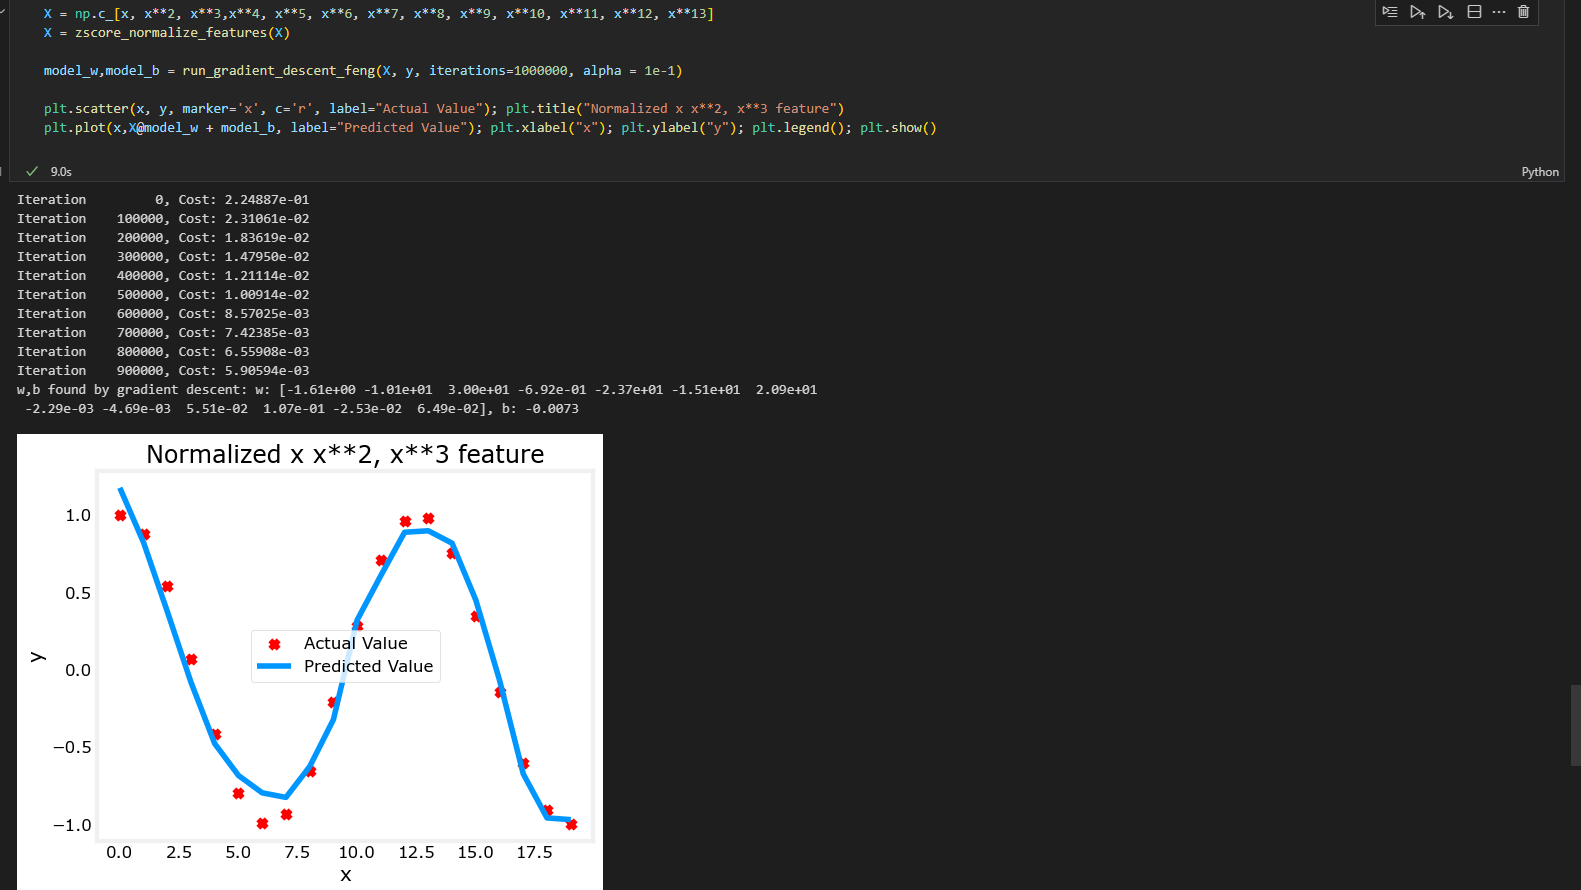 X = np.c_[x, x**2, x**3,x**4, x**5, x**6, x**7, x**8, x**9, x**10, x**11, x**12, x**13]
X = zscore_normalize_features(X)
model_w,model_b = run_gradient_descent_feng(X, y, iterations=1000000, alpha = 1e-1)
plt.scatter(x, y, marker='x', c='r', label="Actual Value"); plt.title("Normalized x x**2, x**3 feature")
plt.plot(x,X@model_w + model_b, label="Predicted Value"); plt.xlabel("x"); plt.ylabel("y"); plt.legend(); plt.show()
9.0s
Python
Iteration         0, Cost: 2.24887e-01
Iteration    100000, Cost: 2.31061e-02
Iteration    200000, Cost: 1.83619e-02
Iteration    300000, Cost: 1.47950e-02
Iteration    400000, Cost: 1.21114e-02
Iteration    500000, Cost: 1.00914e-02
Iteration    600000, Cost: 8.57025e-03
Iteration    700000, Cost: 7.42385e-03
Iteration    800000, Cost: 6.55908e-03
Iteration    900000, Cost: 5.90594e-03
w,b found by gradient descent: w: [-1.61e+00 -1.01e+01  3.00e+01 -6.92e-01 -2.37e+01 -1.51e+01  2.09e+01
 -2.29e-03 -4.69e-03  5.51e-02  1.07e-01 -2.53e-02  6.49e-02], b: -0.0073
Normalized x x**2, x**3 feature
1.0
0.5
0.0
−0.5
−1.0
y
Actual Value
Predicted Value
0.0 2.5 5.0 7.5 10.0 12.5 15.0 17.5
x